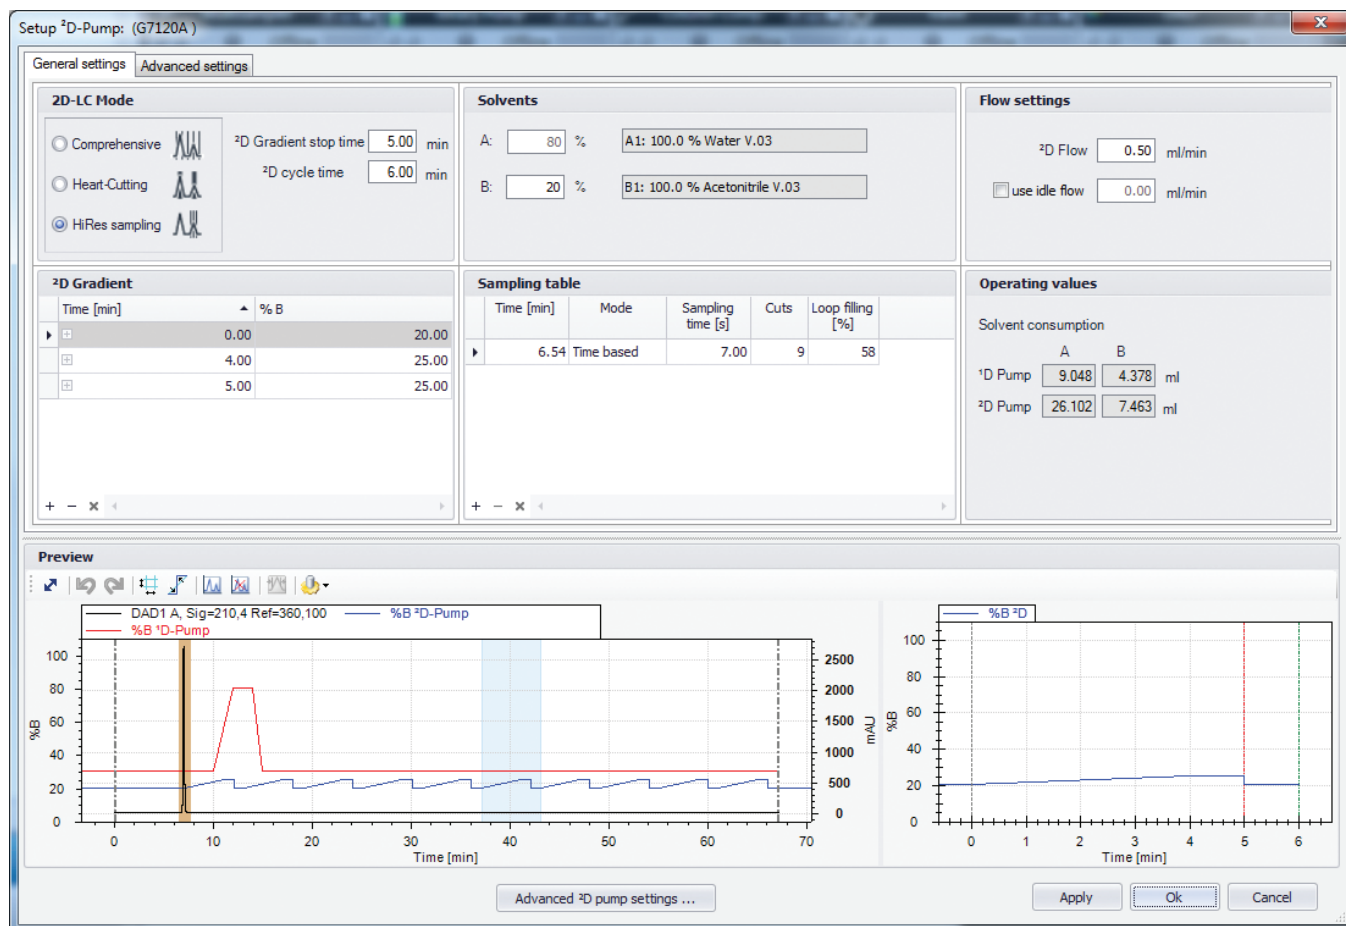 Setup ²D-Pump: (G7120A )
General settings
Advanced settings
2D-LC Mode
Comprehensive
Heart-Cutting
HiRes sampling
²D Gradient stop time 5.00 min
²D cycle time 6.00 min
Solvents
A: 80 % A1: 100.0 % Water V.03
B: 20 % B1: 100.0 % Acetonitrile V.03
Flow settings
²D Flow 0.50 ml/min
use idle flow 0.00 ml/min
²D Gradient
Time [min] % B
0.00 20.00
4.00 25.00
5.00 25.00
Sampling table
Time [min] Mode Sampling time [s] Cuts Loop filling [%]
6.54 Time based 7.00 9 58
Operating values
Solvent consumption
A B
¹D Pump 9.048 4.378 ml
²D Pump 26.102 7.463 ml
Preview
DAD1 A, Sig=210,4 Ref=360,100 %B ²D-Pump
%B ¹D-Pump
100
80
60
40
20
0
%B
0 10 20 30 40 50 60 70
Time [min]
2500
2000
1500
1000
500
0
mAU
%B ²D
100
80
60
40
20
0
%B
0 1 2 3 4 5 6
Time [min]
Advanced ²D pump settings ...
Apply
Ok
Cancel